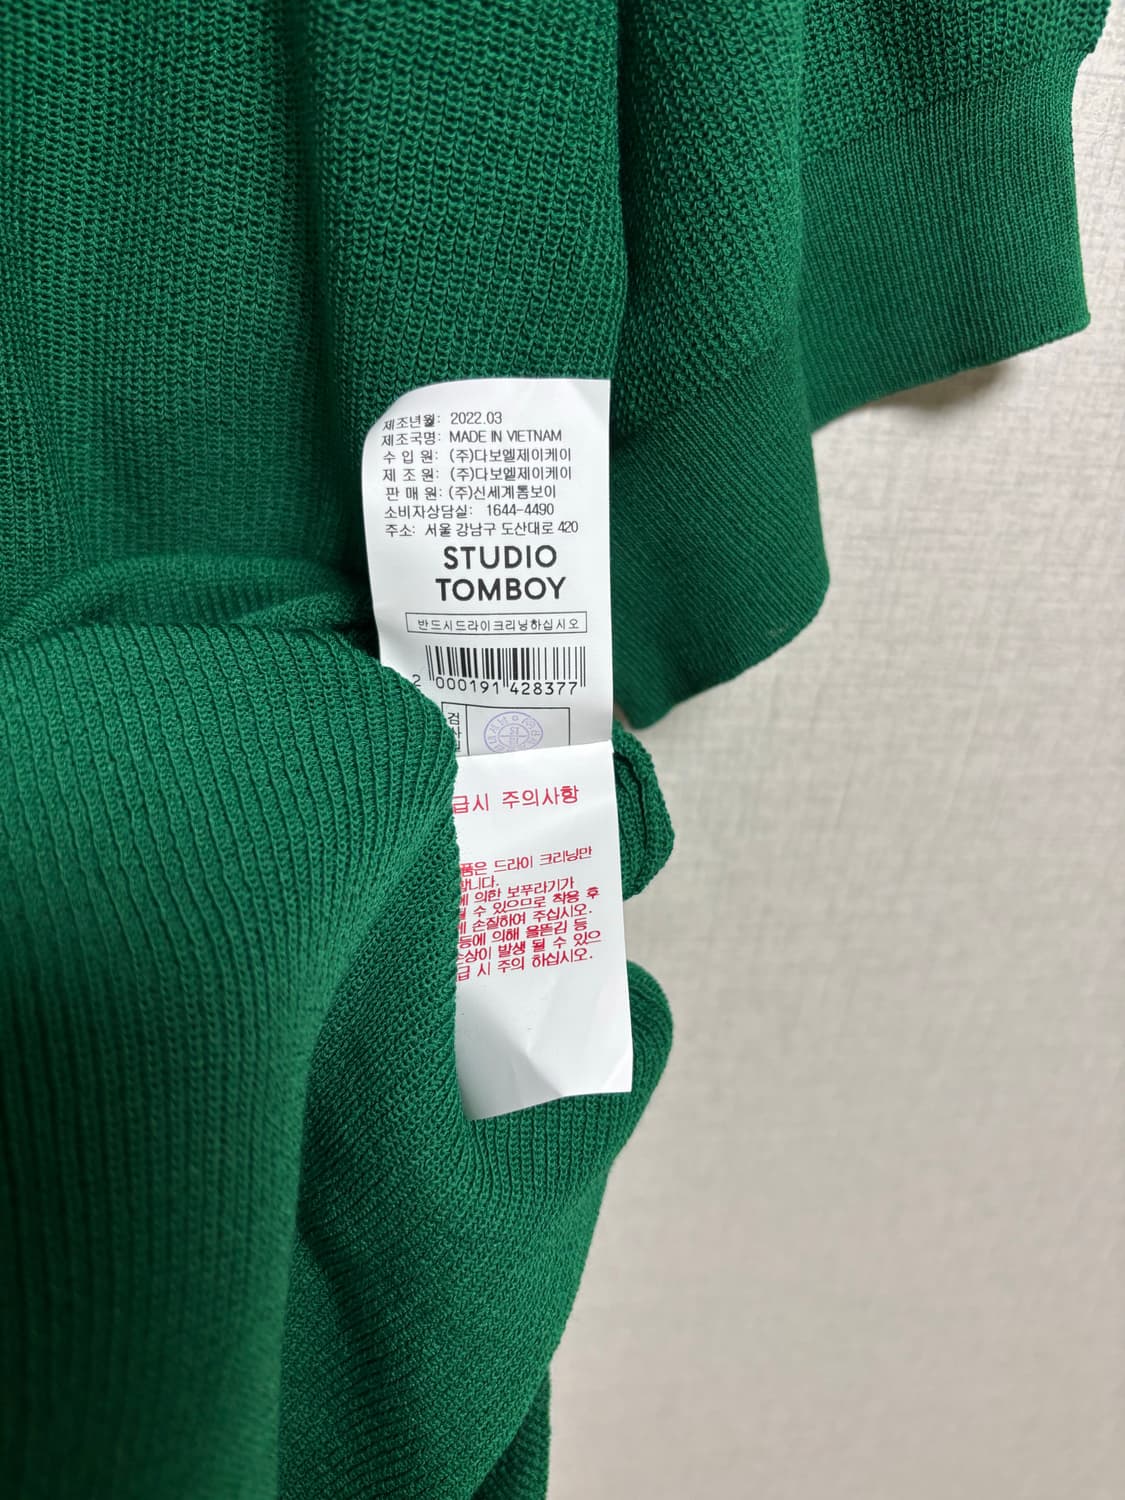 제조년월: 2022.03
제조국명: MADE IN VIETNAM
수 입 원: (주)다보엘제이케이
제 조 원: (주)다보엘제이케이
판 매 원: (주)신세계톰보이
소비자상담실: 1644-4490
주소: 서울 강남구 도산대로 420
STUDIO
TOMBOY
반드시드라이크리닝하십시오
2 000191 428377
검
급시 주의사항
품은 드라이 크리닝만
합니다.
에 의한 보푸라기가
될 수 있으므로 착용 후
에 손질하여 주십시오.
등에 의해 올뜯김 등
손상이 발생 될 수 있으
급 시 주의 하십시오.